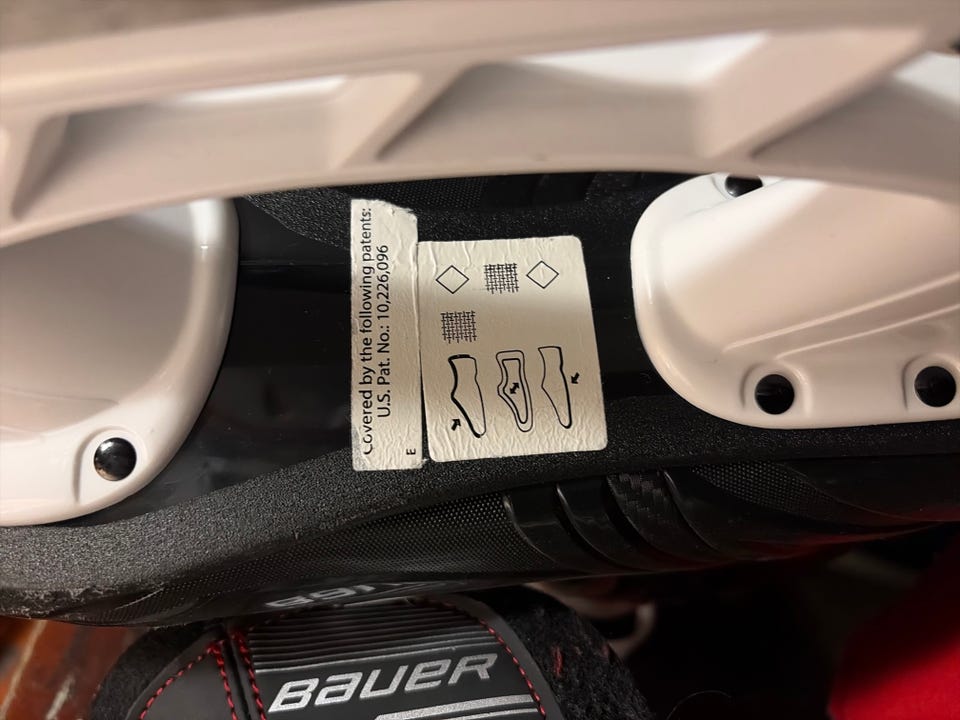 Covered by the following patents:
U.S. Pat. No.: 10,226,096
E
BAUER